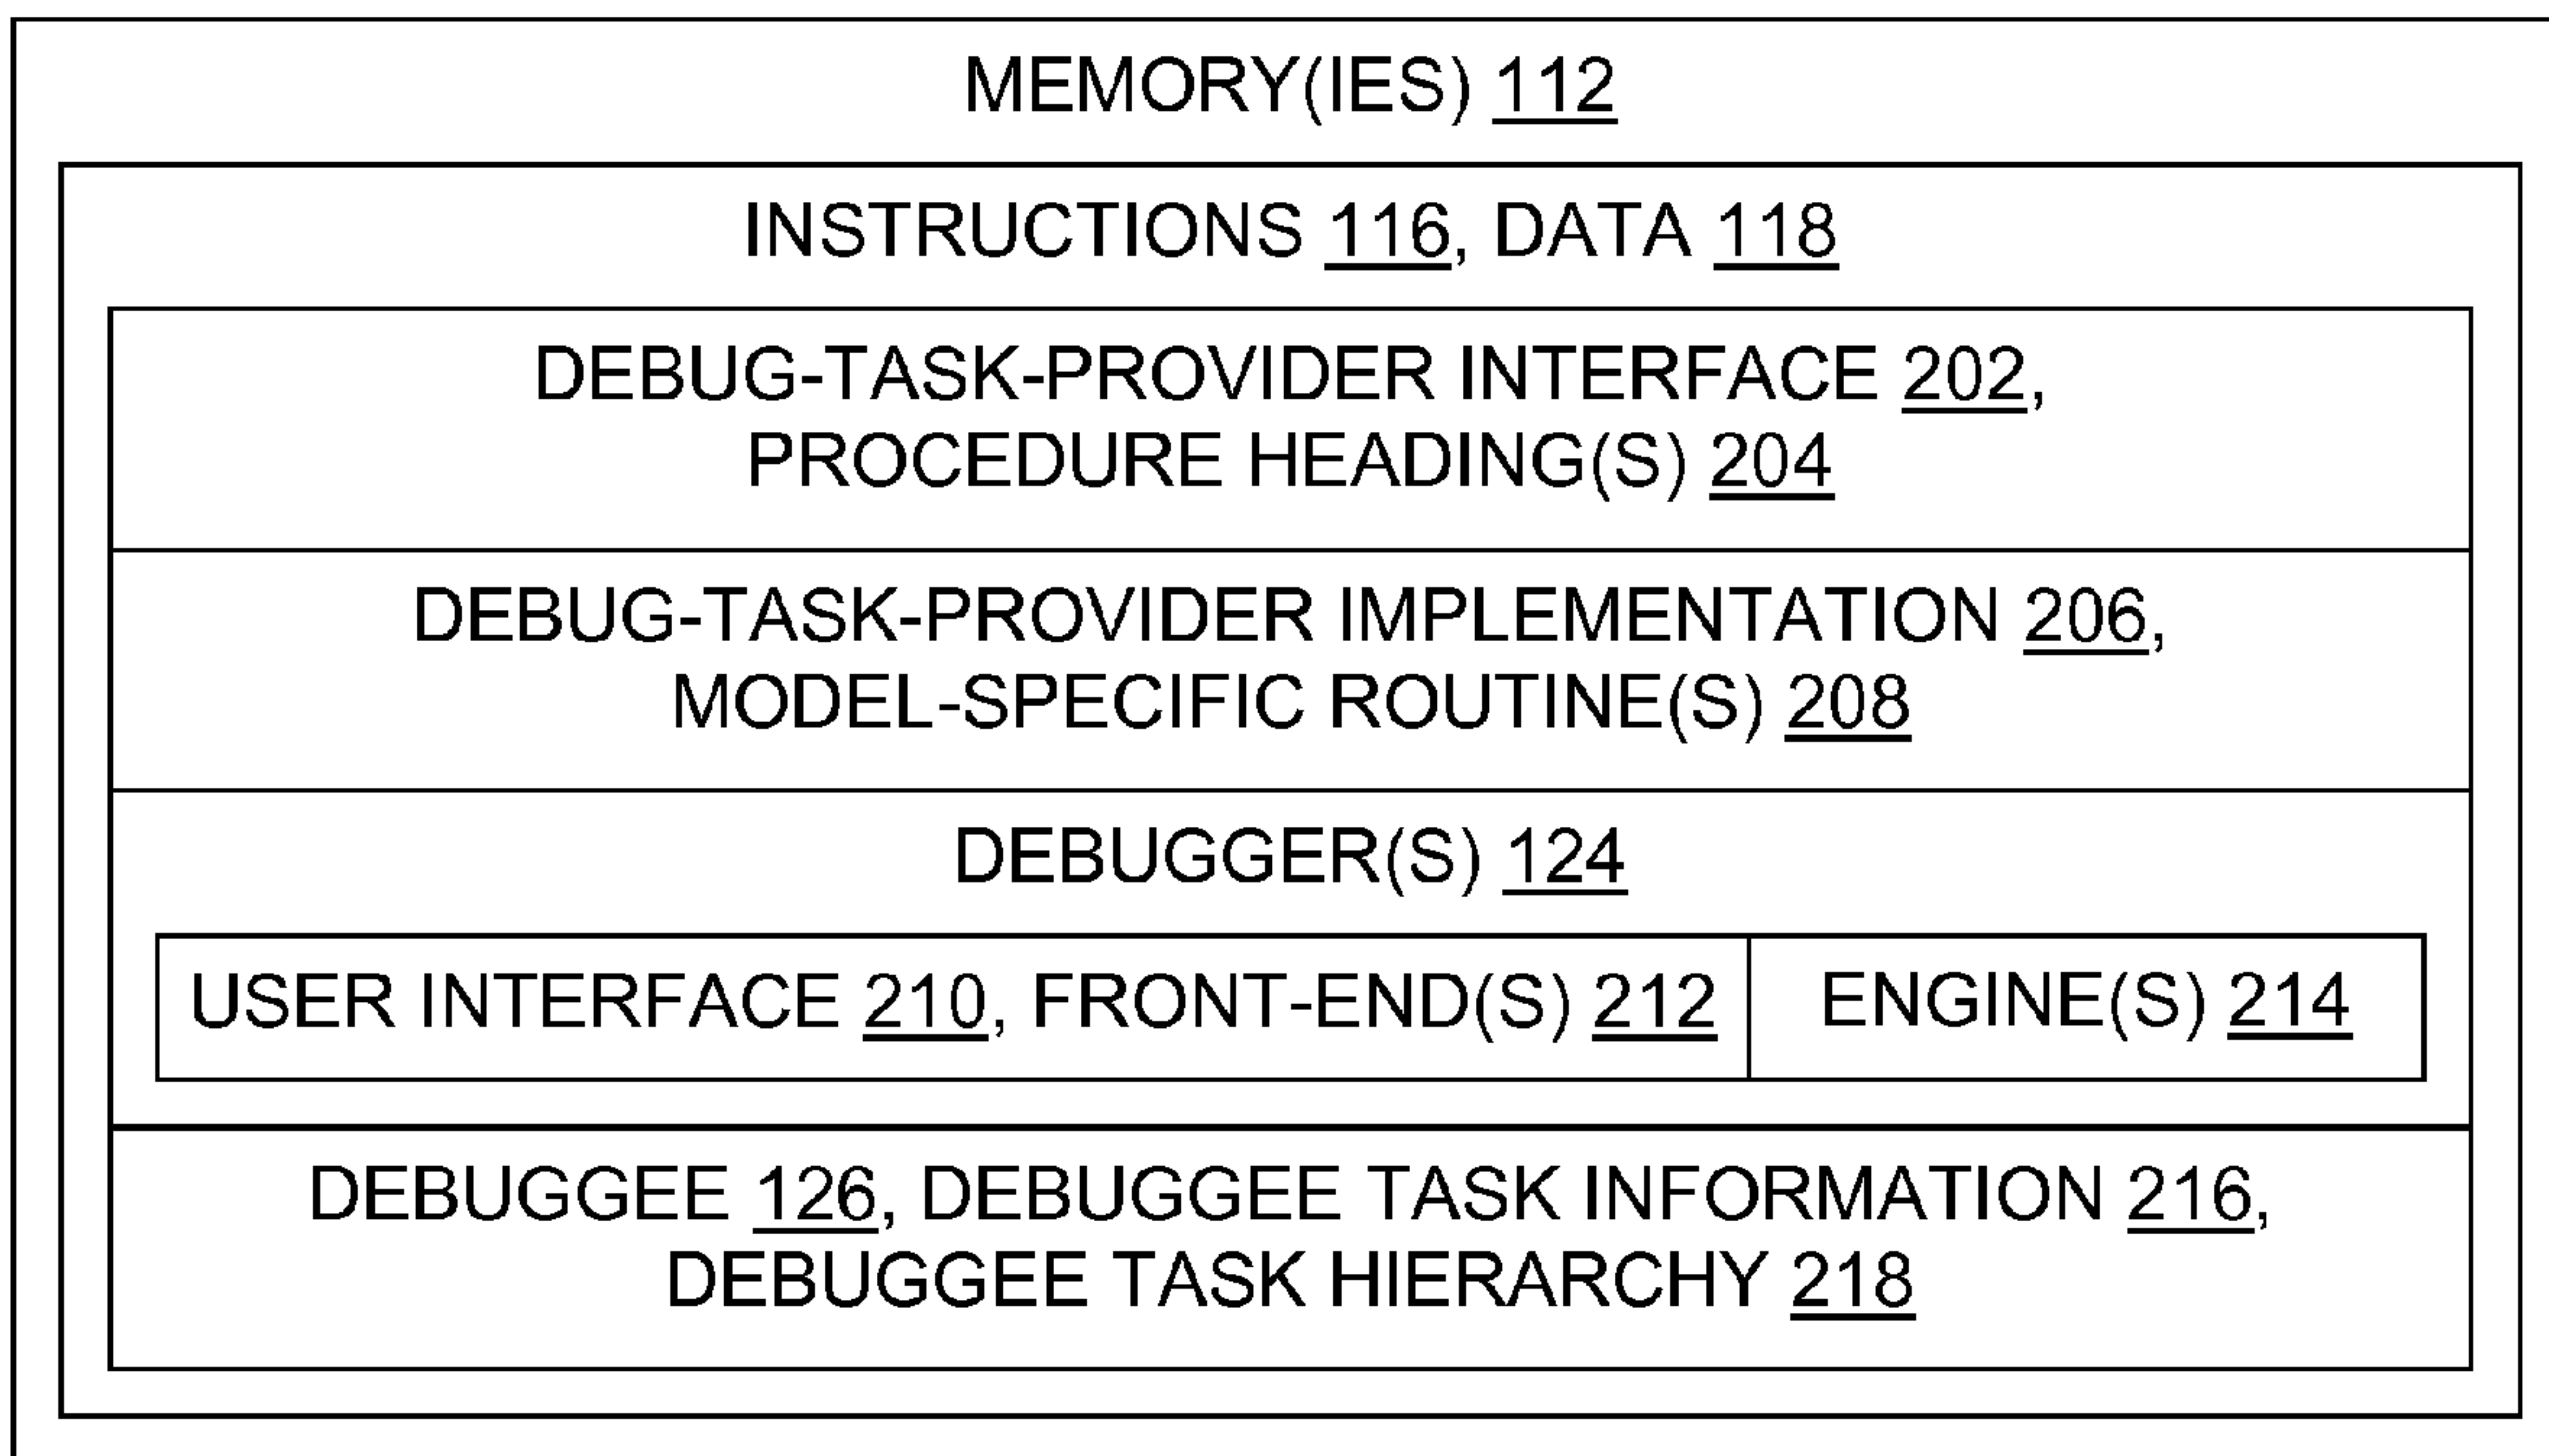 MEMORY(IES) 112
INSTRUCTIONS 116, DATA 118
DEBUG-TASK-PROVIDER INTERFACE 202,
PROCEDURE HEADING(S) 204
DEBUG-TASK-PROVIDER IMPLEMENTATION 206,
MODEL-SPECIFIC ROUTINE(S) 208
DEBUGGER(S) 124
USER INTERFACE 210, FRONT-END(S) 212
ENGINE(S) 214
DEBUGGEE 126, DEBUGGEE TASK INFORMATION 216,
DEBUGGEE TASK HIERARCHY 218